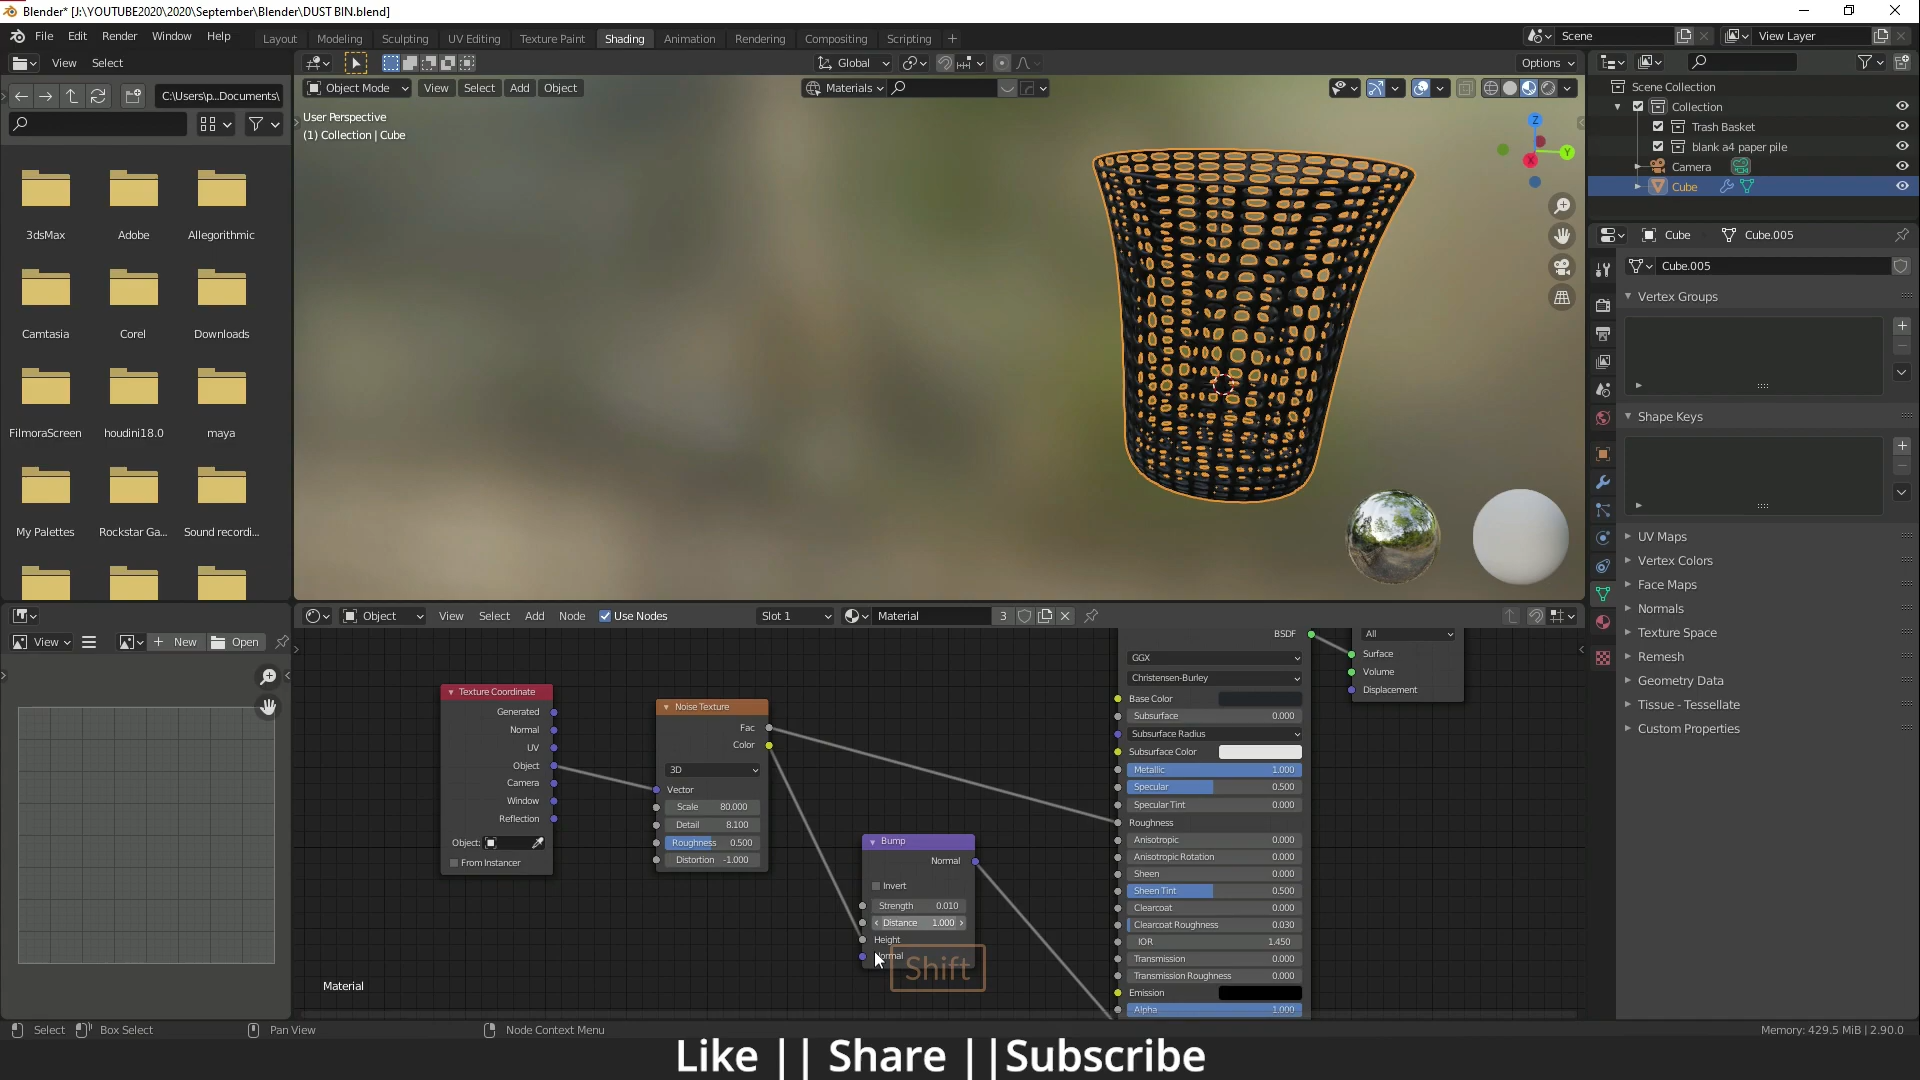 Blender* [J:\YOUTUBE2020\2020\September\Blender\DUST BIN.blend]
File Edit Render Window Help
Layout Modeling Sculpting UV Editing Texture Paint Shading Animation Rendering Compositing Scripting +
Scene View Layer
View Select
Global
Options
C:\Users\p...Documents\
Object Mode View Select Add Object
Materials
User Perspective
(1) Collection | Cube
3dsMax Adobe Allegorithmic
Camtasia Corel Downloads
FilmoraScreen houdini18.0 maya
My Palettes Rockstar Ga... Sound recordi...
Z
Y
X
Scene Collection
Collection
Trash Basket
blank a4 paper pile
Camera
Cube
Cube Cube.005
Cube.005
Vertex Groups
Shape Keys
UV Maps
Vertex Colors
Face Maps
Normals
Texture Space
Remesh
Geometry Data
Tissue - Tessellate
Custom Properties
View + New Open
Object View Select Add Node Use Nodes Slot 1 Material 3
Texture Coordinate
Generated
Normal
UV
Object
Camera
Window
Reflection
Object:
From Instancer
Noise Texture
Fac
Color
3D
Vector
Scale 80.000
Detail 8.100
Roughness 0.500
Distortion -1.000
Bump
Normal
Invert
Strength 0.010
Distance 1.000
Height
Shift
BSDF
GGX
Christensen-Burley
Base Color
Subsurface 0.000
Subsurface Radius
Subsurface Color
Metallic 1.000
Specular 0.500
Specular Tint 0.000
Roughness
Anisotropic 0.000
Anisotropic Rotation 0.000
Sheen 0.000
Sheen Tint 0.500
Clearcoat 0.000
Clearcoat Roughness 0.030
IOR 1.450
Transmission 0.000
Transmission Roughness 0.000
Emission
Alpha 1.000
All
Surface
Volume
Displacement
Material
Select Box Select Pan View Node Context Menu
Memory: 429.5 MiB | 2.90.0
Like || Share ||Subscribe